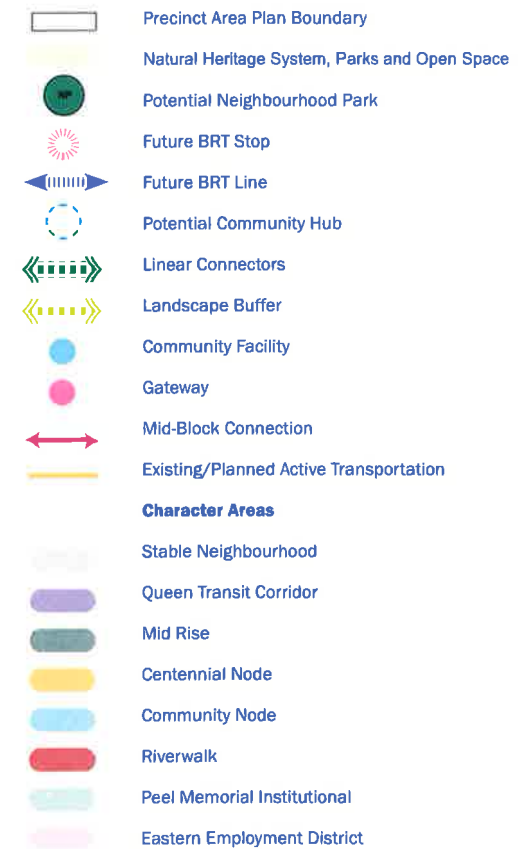 Precinct Area Plan Boundary
Natural Heritage System, Parks and Open Space
NP
Potential Neighbourhood Park
Future BRT Stop
Future BRT Line
Potential Community Hub
Linear Connectors
Landscape Buffer
Community Facility
Gateway
Mid-Block Connection
Existing/Planned Active Transportation
Character Areas
Stable Neighbourhood
Queen Transit Corridor
Mid Rise
Centennial Node
Community Node
Riverwalk
Peel Memorial Institutional
Eastern Employment District